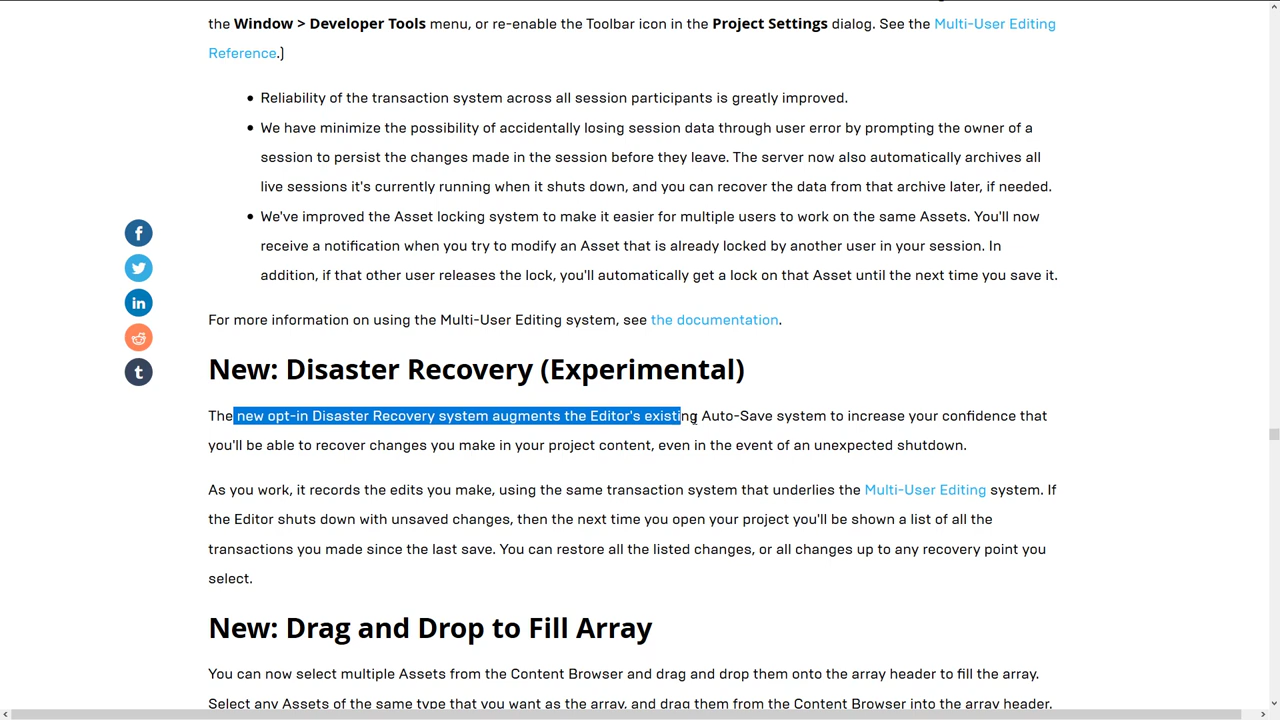 the Window > Developer Tools menu, or re-enable the Toolbar icon in the Project Settings dialog. See the Multi-User Editing
Reference.]
• Reliability of the transaction system across all session participants is greatly improved.
• We have minimize the possibility of accidentally losing session data through user error by prompting the owner of a
session to persist the changes made in the session before they leave. The server now also automatically archives all
live sessions it's currently running when it shuts down, and you can recover the data from that archive later, if needed.
• We've improved the Asset locking system to make it easier for multiple users to work on the same Assets. You'll now
receive a notification when you try to modify an Asset that is already locked by another user in your session. In
addition, if that other user releases the lock, you'll automatically get a lock on that Asset until the next time you save it.
For more information on using the Multi-User Editing system, see the documentation.
New: Disaster Recovery (Experimental)
The new opt-in Disaster Recovery system augments the Editor's existing Auto-Save system to increase your confidence that
you'll be able to recover changes you make in your project content, even in the event of an unexpected shutdown.
As you work, it records the edits you make, using the same transaction system that underlies the Multi-User Editing system. If
the Editor shuts down with unsaved changes, then the next time you open your project you'll be shown a list of all the
transactions you made since the last save. You can restore all the listed changes, or all changes up to any recovery point you
select.
New: Drag and Drop to Fill Array
You can now select multiple Assets from the Content Browser and drag and drop them onto the array header to fill the array.
Select any Assets of the same type that you want as the array, and drag them from the Content Browser into the array header.